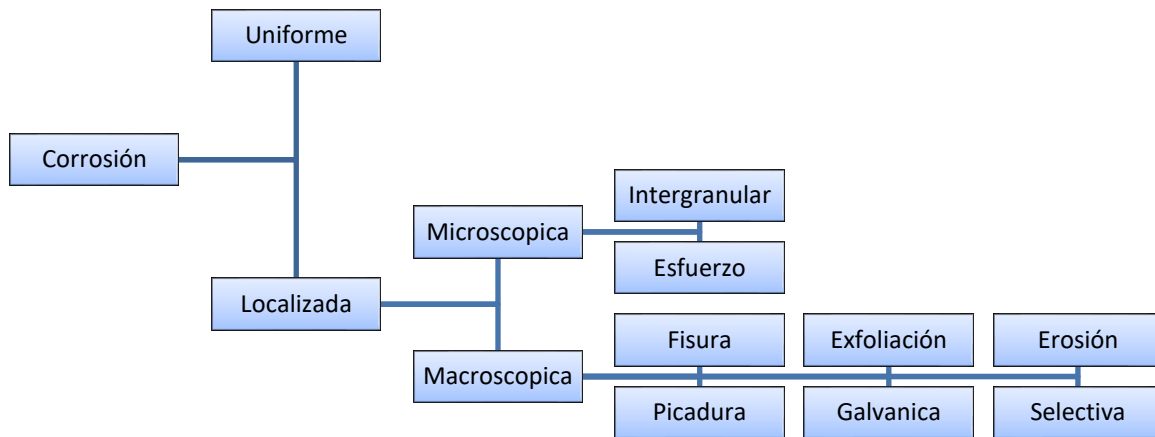 Uniforme
Corrosión
Localizada
Microscopica
Intergranular
Esfuerzo
Macroscopica
Fisura
Exfoliación
Erosión
Picadura
Galvanica
Selectiva